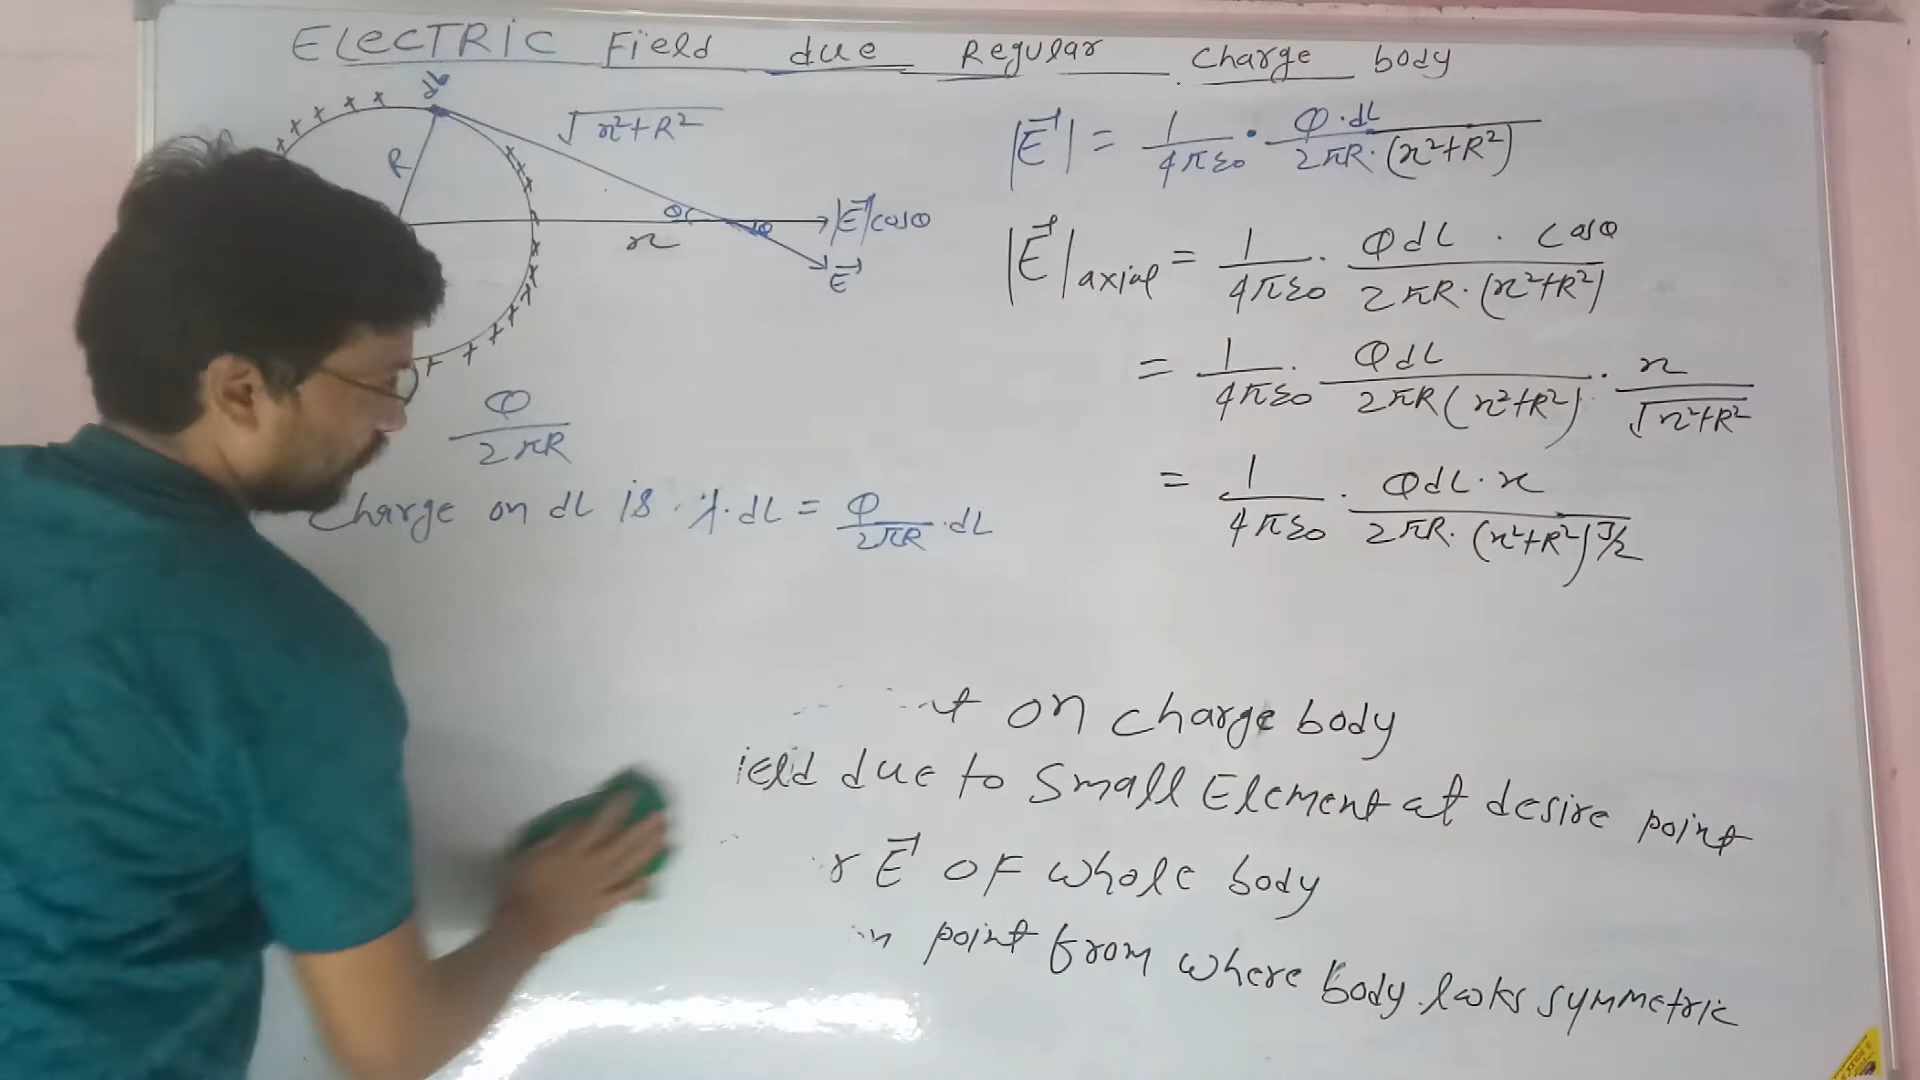 ELECTRIC Field due Regular charge body
dL
√x²+R²
R
θ
θ
|E⃗|cosθ
x
E⃗
Q/2πR
Charge on dL is λ·dL = Q/2πR ·dL
|E⃗| = 1/4πε0 · Q·dL/2πR·(x²+R²)
|E⃗|axial = 1/4πε0 · QdL · cosθ/2πR·(x²+R²)
= 1/4πε0 · QdL/2πR(x²+R²) · x/√x²+R²
= 1/4πε0 · QdL·x/2πR·(x²+R²)3/2
t on charge body
ield due to Small Element at desire point
r E⃗ OF whole body
n point from where body looks symmetric